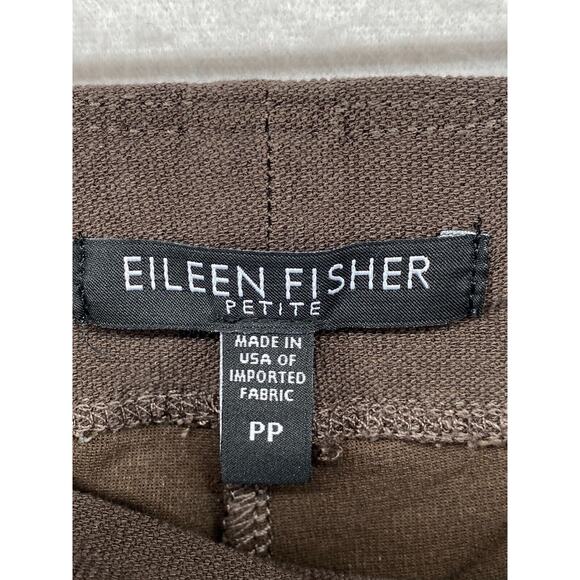 EILEEN FISHER
PETITE
MADE IN
USA OF
IMPORTED
FABRIC
PP